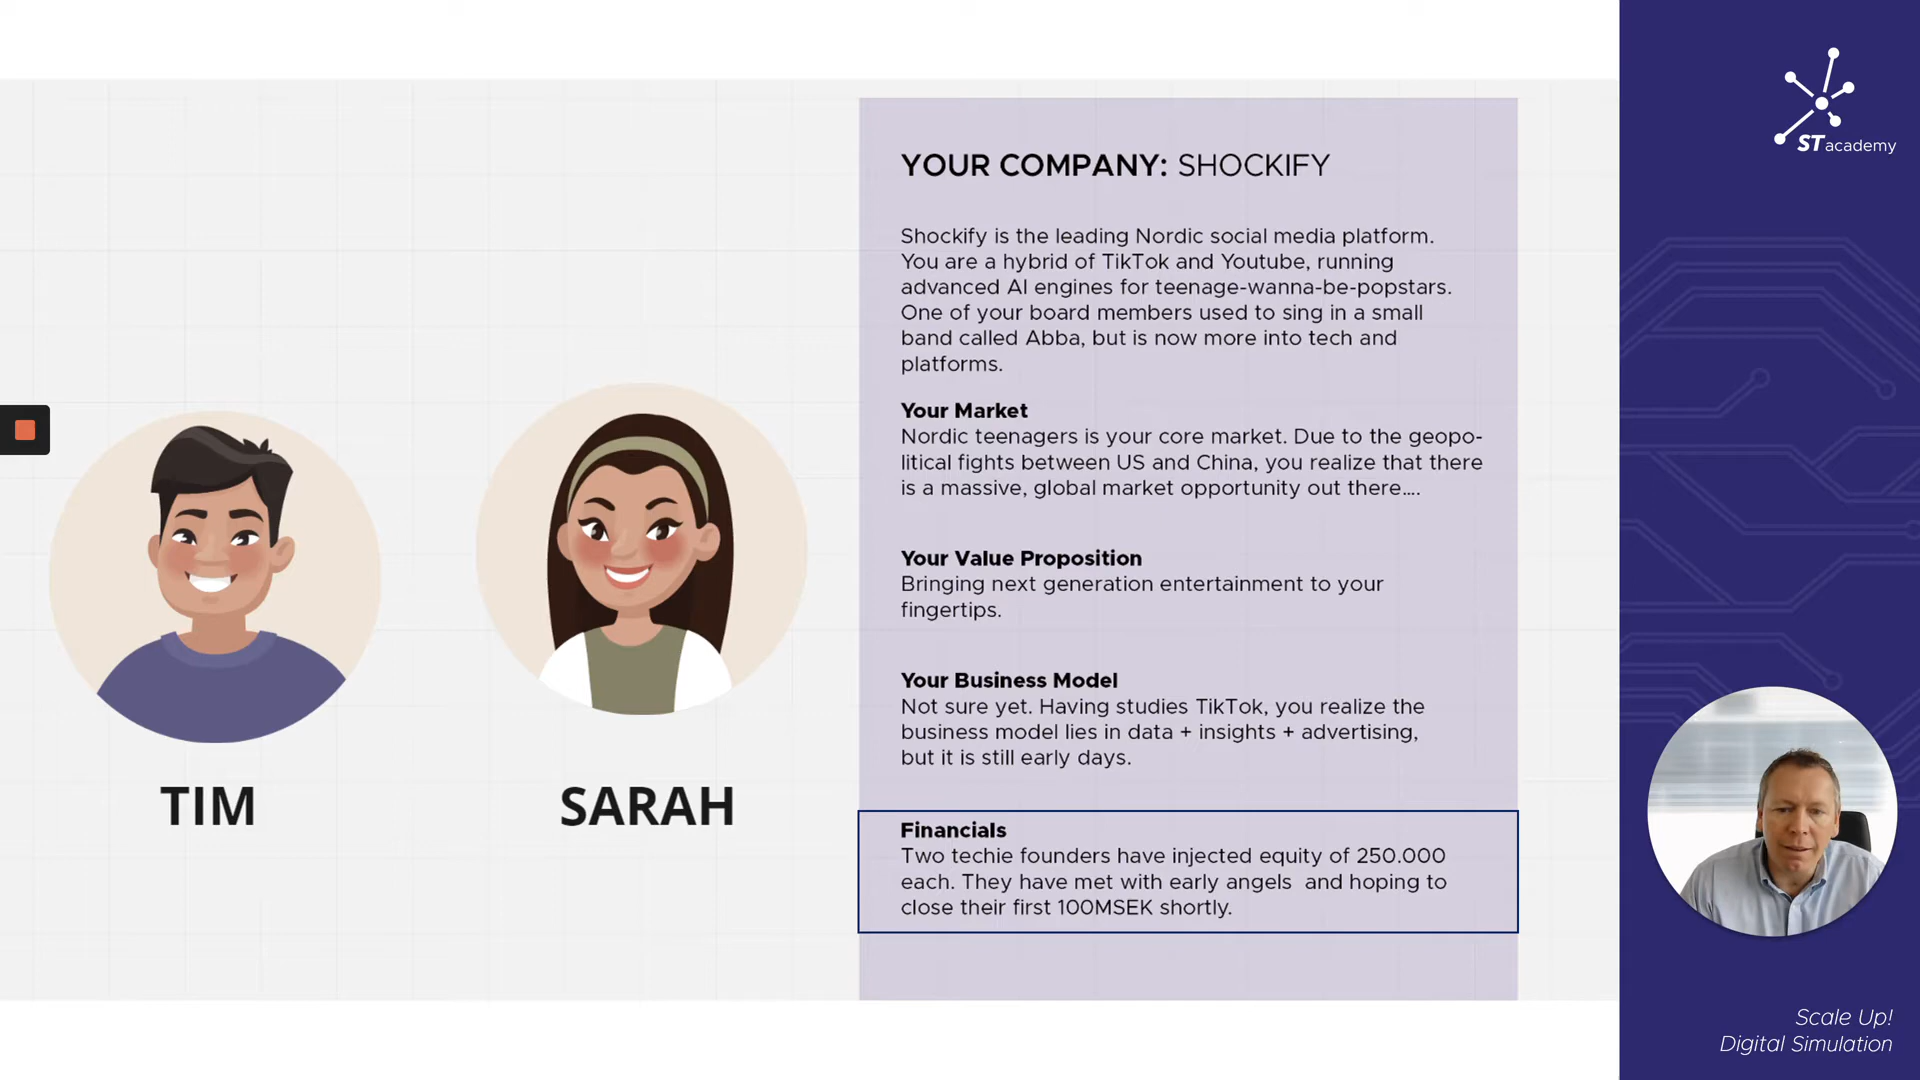 YOUR COMPANY: SHOCKIFY
Shockify is the leading Nordic social media platform.
You are a hybrid of TikTok and Youtube, running
advanced AI engines for teenage-wanna-be-popstars.
One of your board members used to sing in a small
band called Abba, but is now more into tech and
platforms.
Your Market
Nordic teenagers is your core market. Due to the geopo-
litical fights between US and China, you realize that there
is a massive, global market opportunity out there....
Your Value Proposition
Bringing next generation entertainment to your
fingertips.
Your Business Model
Not sure yet. Having studies TikTok, you realize the
business model lies in data + insights + advertising,
but it is still early days.
Financials
Two techie founders have injected equity of 250.000
each. They have met with early angels and hoping to
close their first 100MSEK shortly.
TIM
SARAH
ST academy
Scale Up!
Digital Simulation